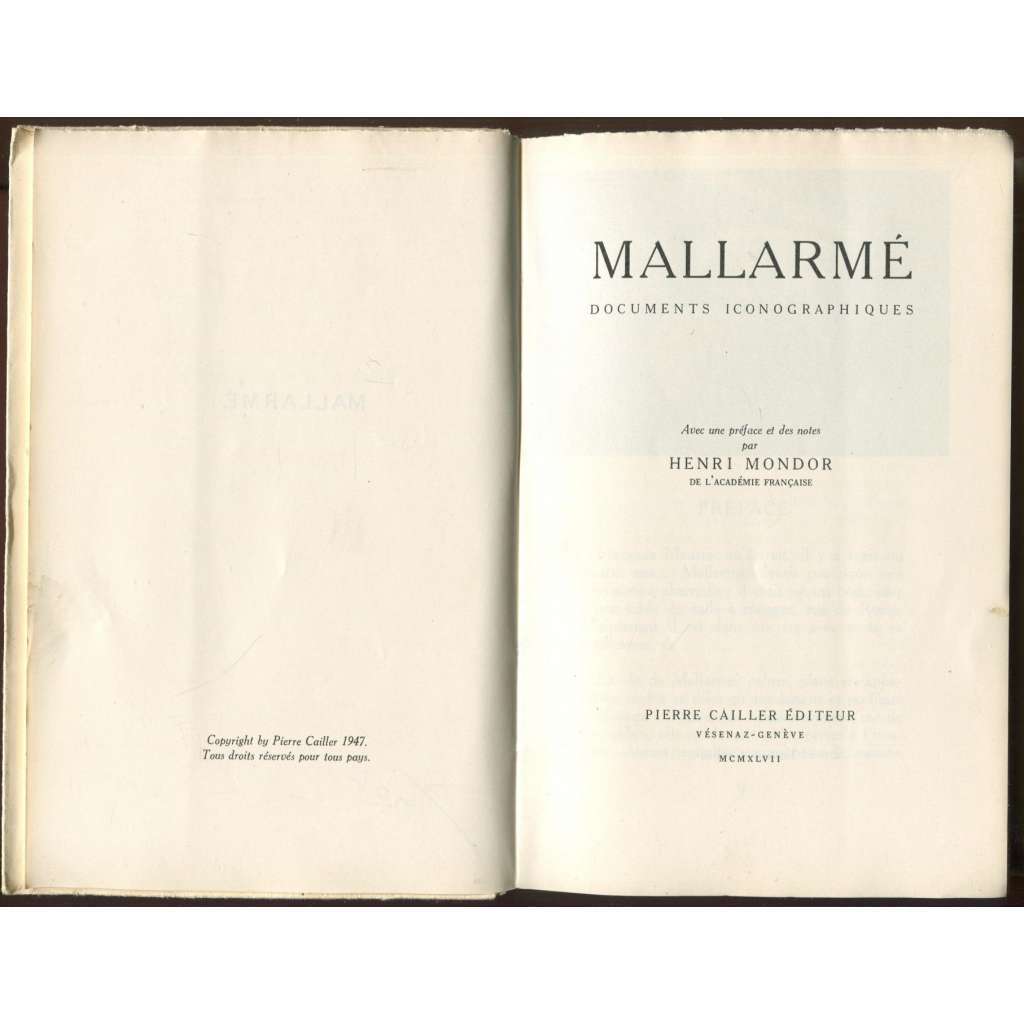 Copyright by Pierre Cailler 1947.
Tous droits réservés pour tous pays.
MALLARMÉ
DOCUMENTS ICONOGRAPHIQUES
Avec une préface et des notes
par
HENRI MONDOR
DE L'ACADÉMIE FRANÇAISE
PIERRE CAILLER ÉDITEUR
VÉSENAZ-GENÈVE
MCMXLVII